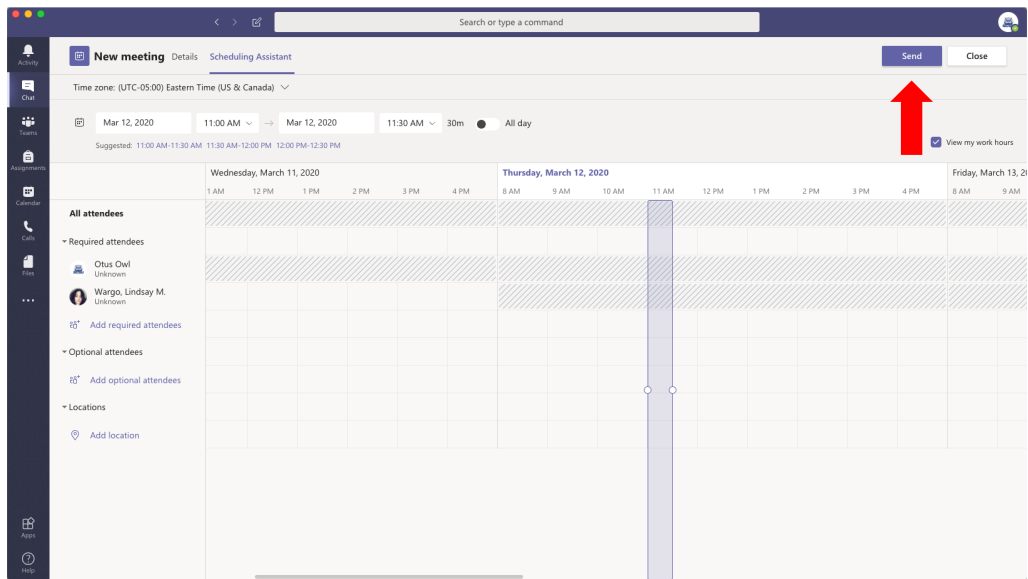 Search or type a command
Activity
Chat
Teams
Assignments
Calendar
Calls
Files
Apps
Help
New meeting Details Scheduling Assistant
Send Close
Time zone: (UTC-05:00) Eastern Time (US & Canada)
Mar 12, 2020 11:00 AM → Mar 12, 2020 11:30 AM 30m All day
Suggested: 11:00 AM-11:30 AM 11:30 AM-12:00 PM 12:00 PM-12:30 PM
View my work hours
Wednesday, March 11, 2020 Thursday, March 12, 2020 Friday, March 13, 20
1 AM 12 PM 1 PM 2 PM 3 PM 4 PM 8 AM 9 AM 10 AM 11 AM 12 PM 1 PM 2 PM 3 PM 4 PM 8 AM 9 AM
All attendees
Required attendees
Otus Owl
Unknown
Wargo, Lindsay M.
Unknown
Add required attendees
Optional attendees
Add optional attendees
Locations
Add location